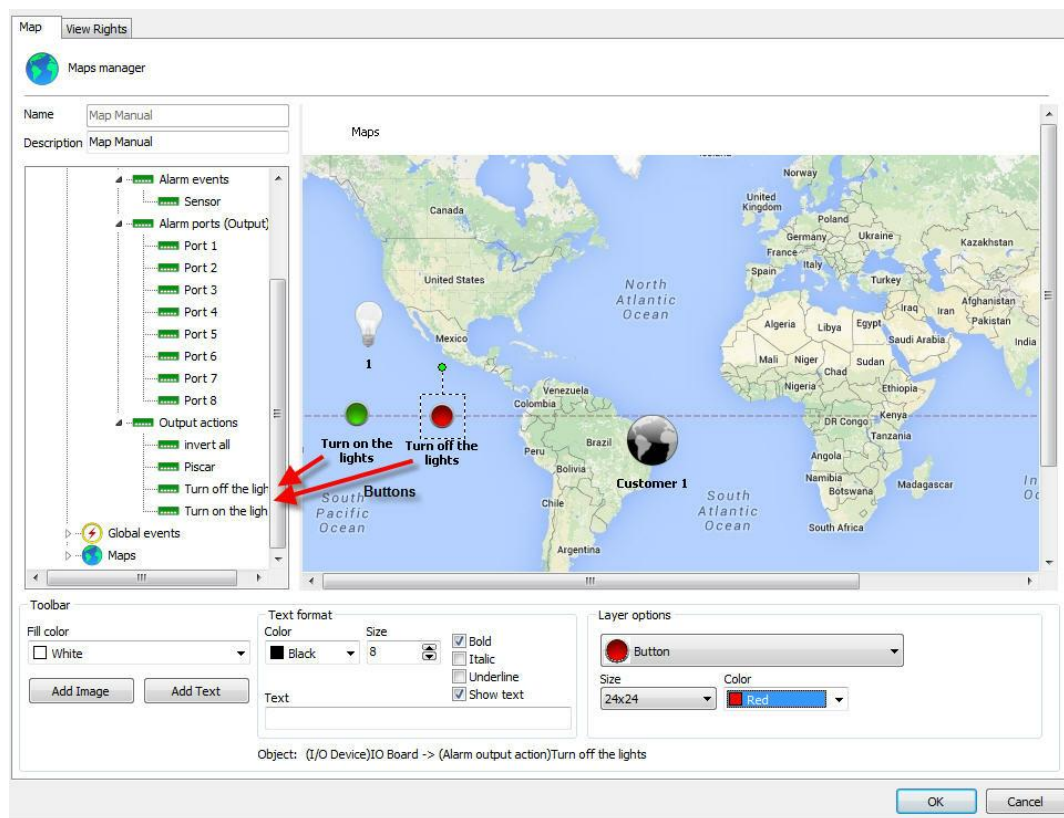 Map
View Rights
Maps manager
Name
Map Manual
Description
Map Manual
Alarm events
Sensor
Alarm ports (Output)
Port 1
Port 2
Port 3
Port 4
Port 5
Port 6
Port 7
Port 8
Output actions
invert all
Piscar
Turn off the ligh
Turn on the ligh
Global events
Maps
Maps
Norway
Canada
United
Kingdom
Poland
Germany
Ukraine
Kazakhstan
France
Italy
Spain
Turkey
United States
North
Atlantic
Ocean
Iraq
Iran
Afghanistan
Pakistan
Algeria
Libya
Egypt
Saudi Arabia
India
Mexico
1
Mali
Niger
Sudan
Chad
Nigeria
Ethiopia
Venezuela
Colombia
DR Congo
Kenya
Tanzania
Turn on the
lights
Turn off the
lights
Peru
Brazil
Angola
Bolivia
Customer 1
Namibia
Botswana
Madagascar
Buttons
South
Pacific
Ocean
Chile
South
Atlantic
Ocean
South Africa
In
Oc
Argentina
Toolbar
Fill color
White
Add Image
Add Text
Text format
Color
Size
Black
8
Bold
Italic
Underline
Show text
Text
Layer options
Button
Size
Color
24x24
Red
Object: (I/O Device)IO Board -> (Alarm output action)Turn off the lights
OK
Cancel